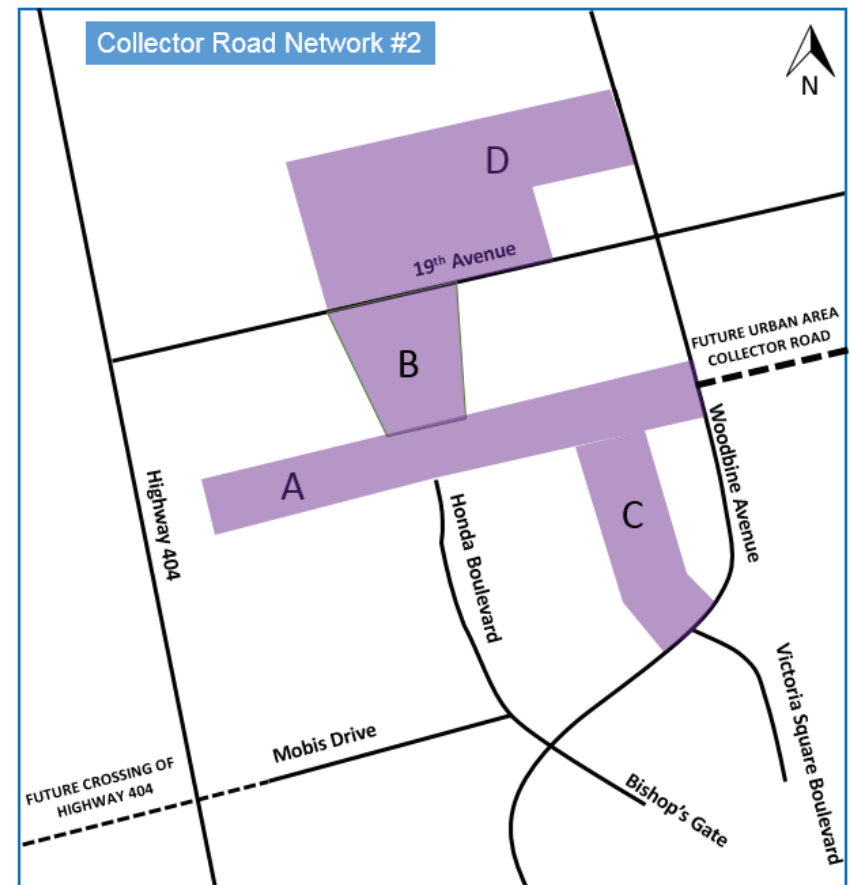 Collector Road Network #2
N
D
19th Avenue
FUTURE URBAN AREA
COLLECTOR ROAD
B
A
Highway 404
Honda Boulevard
C
Woodbine Avenue
Victoria Square Boulevard
Mobis Drive
FUTURE CROSSING OF
HIGHWAY 404
Bishop's Gate